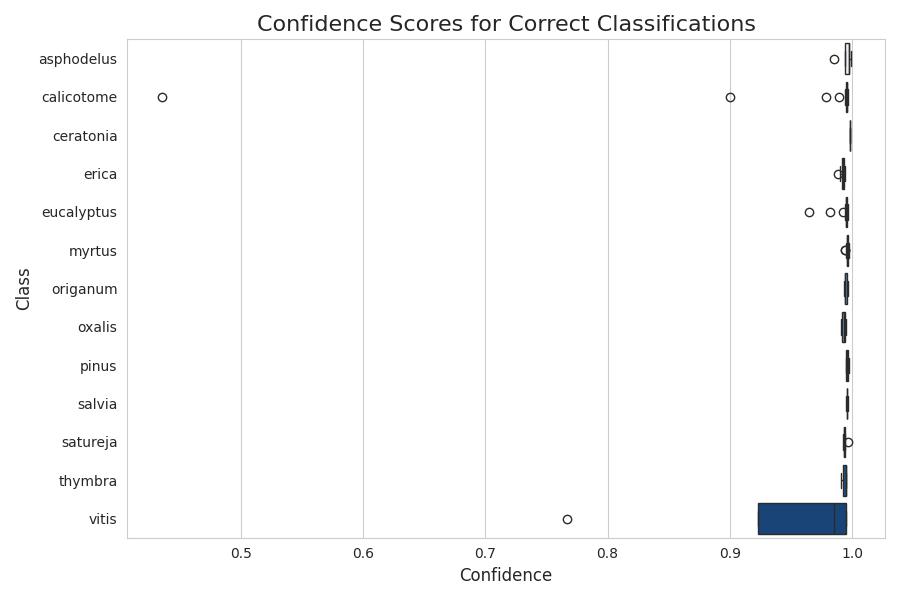 Confidence Scores for Correct Classifications
Class
asphodelus
calicotome
ceratonia
erica
eucalyptus
myrtus
origanum
oxalis
pinus
salvia
satureja
thymbra
vitis
0.5 0.6 0.7 0.8 0.9 1.0
Confidence